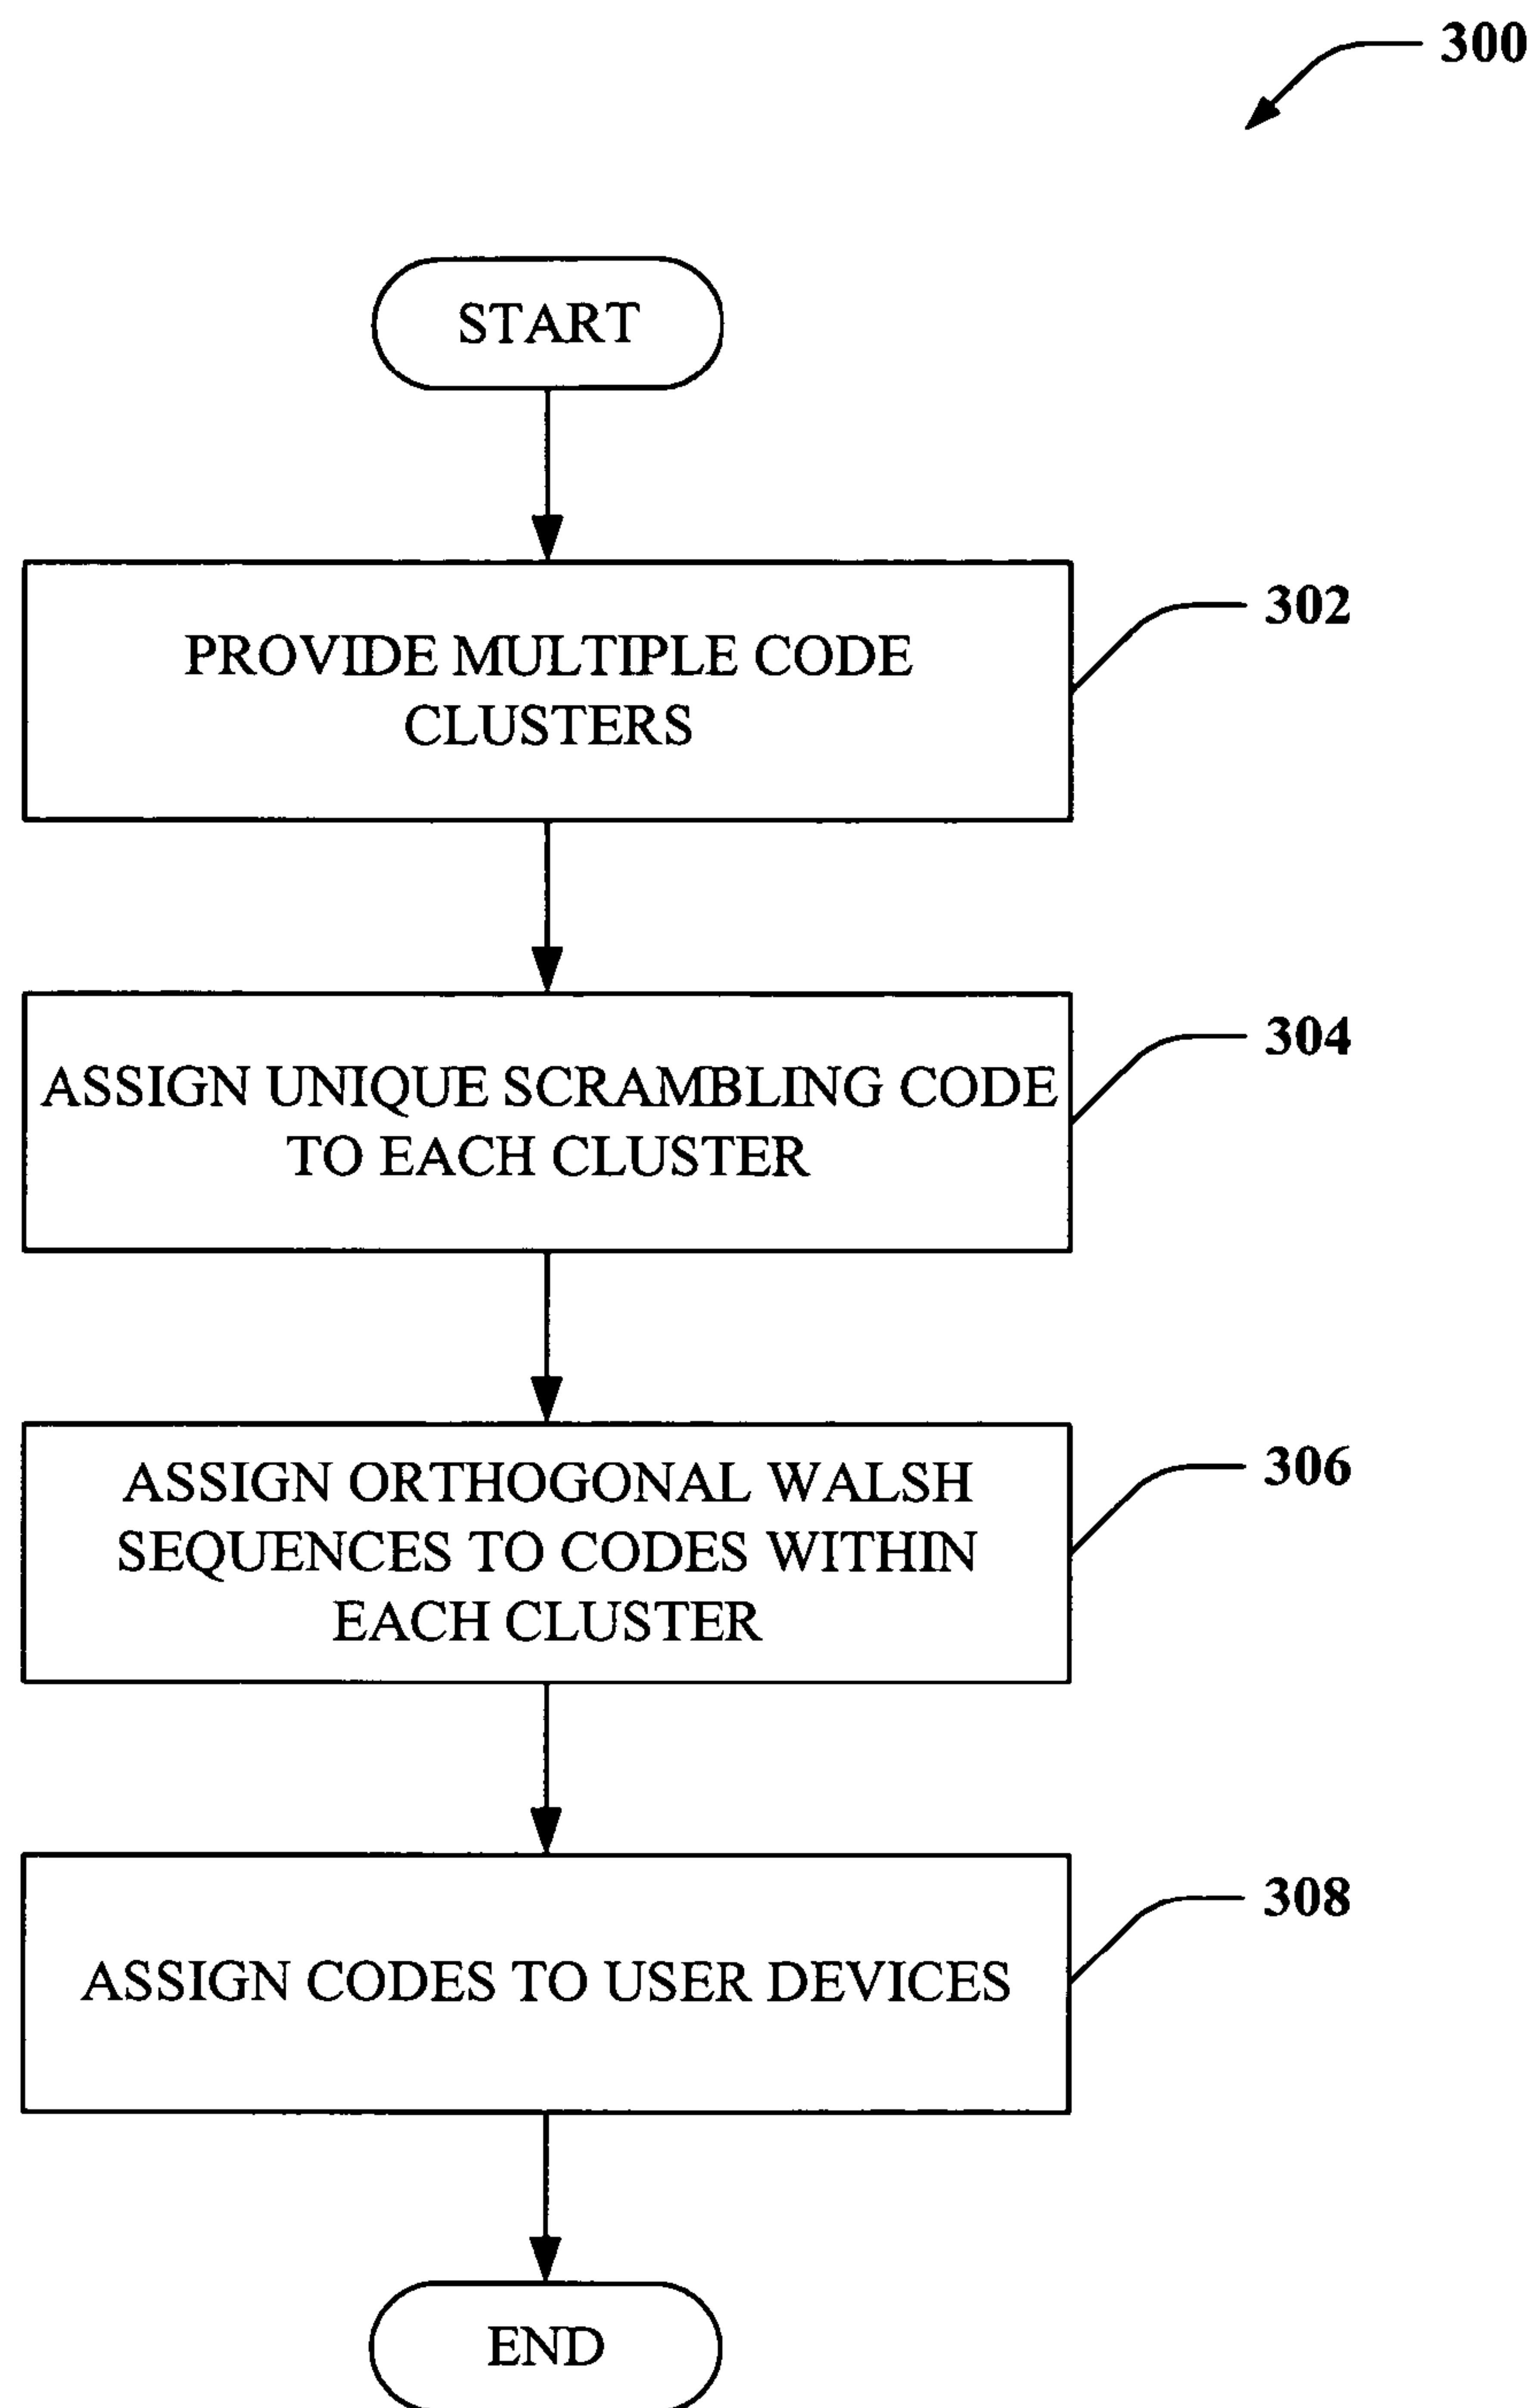 300
START
PROVIDE MULTIPLE CODE
CLUSTERS
302
ASSIGN UNIQUE SCRAMBLING CODE
TO EACH CLUSTER
304
ASSIGN ORTHOGONAL WALSH
SEQUENCES TO CODES WITHIN
EACH CLUSTER
306
ASSIGN CODES TO USER DEVICES
308
END